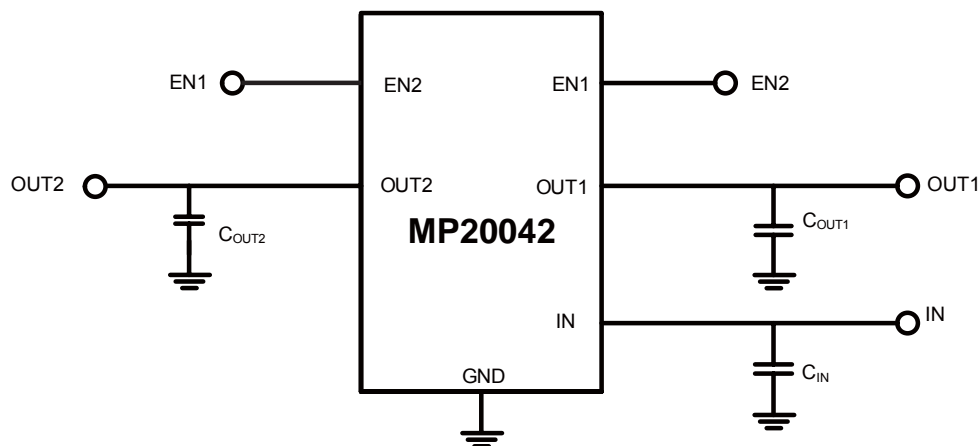 EN1 EN2 EN1 EN2
OUT2 OUT2 OUT1 OUT1
COUT2 MP20042 COUT1
IN IN
GND CIN